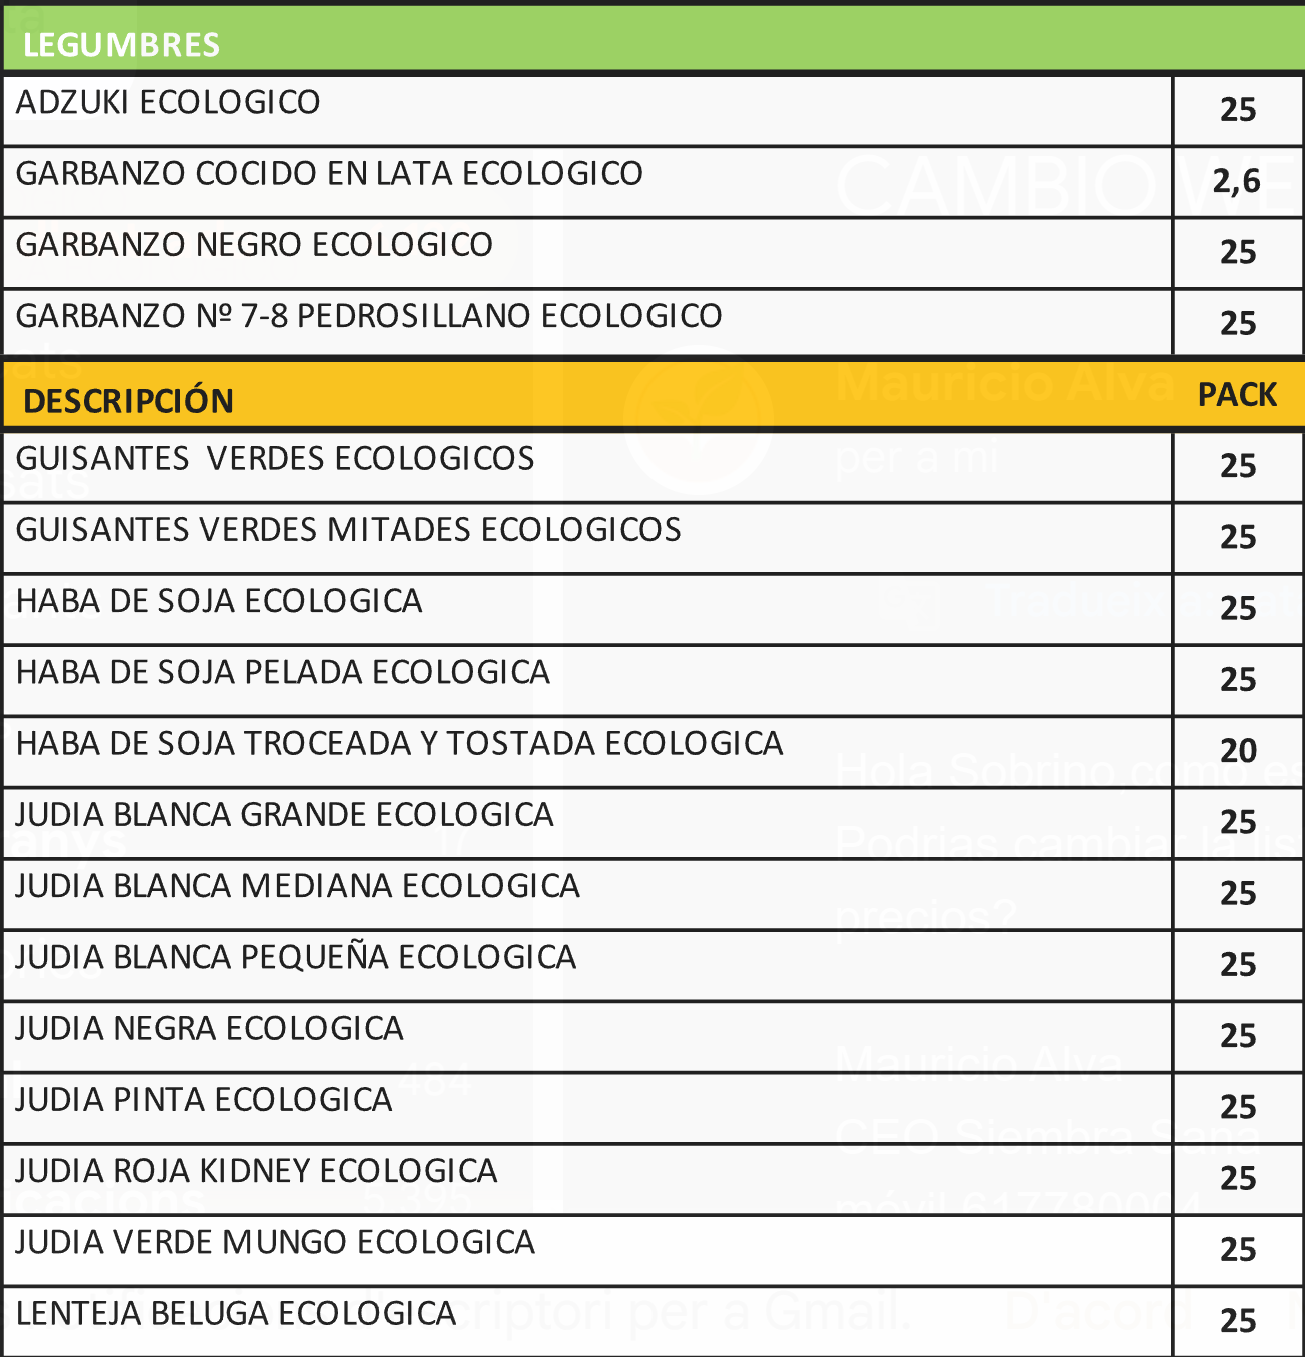 LEGUMBRES
ADZUKI ECOLOGICO 25
GARBANZO COCIDO EN LATA ECOLOGICO 2,6
GARBANZO NEGRO ECOLOGICO 25
GARBANZO Nº 7-8 PEDROSILLANO ECOLOGICO 25
DESCRIPCIÓN PACK
GUISANTES  VERDES ECOLOGICOS 25
GUISANTES VERDES MITADES ECOLOGICOS 25
HABA DE SOJA ECOLOGICA 25
HABA DE SOJA PELADA ECOLOGICA 25
HABA DE SOJA TROCEADA Y TOSTADA ECOLOGICA 20
JUDIA BLANCA GRANDE ECOLOGICA 25
JUDIA BLANCA MEDIANA ECOLOGICA 25
JUDIA BLANCA PEQUEÑA ECOLOGICA 25
JUDIA NEGRA ECOLOGICA 25
JUDIA PINTA ECOLOGICA 25
JUDIA ROJA KIDNEY ECOLOGICA 25
JUDIA VERDE MUNGO ECOLOGICA 25
LENTEJA BELUGA ECOLOGICA 25
CAMBIO WE
Mauricio Alva
per a mi
Hola Sobrino,como es
Podrias cambiar la lis
precios?
Mauricio Alva
CEO Siembra Sana
móvil 617780004
criptori per a Gmail. D'acord